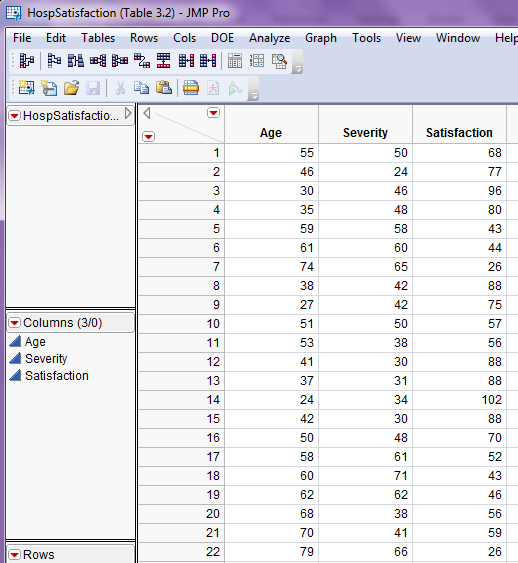 HospSatisfaction (Table 3.2) - JMP Pro
File Edit Tables Rows Cols DOE Analyze Graph Tools View Window Help
HospSatisfactio...
Age Severity Satisfaction
1 55 50 68
2 46 24 77
3 30 46 96
4 35 48 80
5 59 58 43
6 61 60 44
7 74 65 26
8 38 42 88
9 27 42 75
10 51 50 57
11 53 38 56
12 41 30 88
13 37 31 88
14 24 34 102
15 42 30 88
16 50 48 70
17 58 61 52
18 60 71 43
19 62 62 46
20 68 38 56
21 70 41 59
22 79 66 26
Columns (3/0)
Age
Severity
Satisfaction
Rows